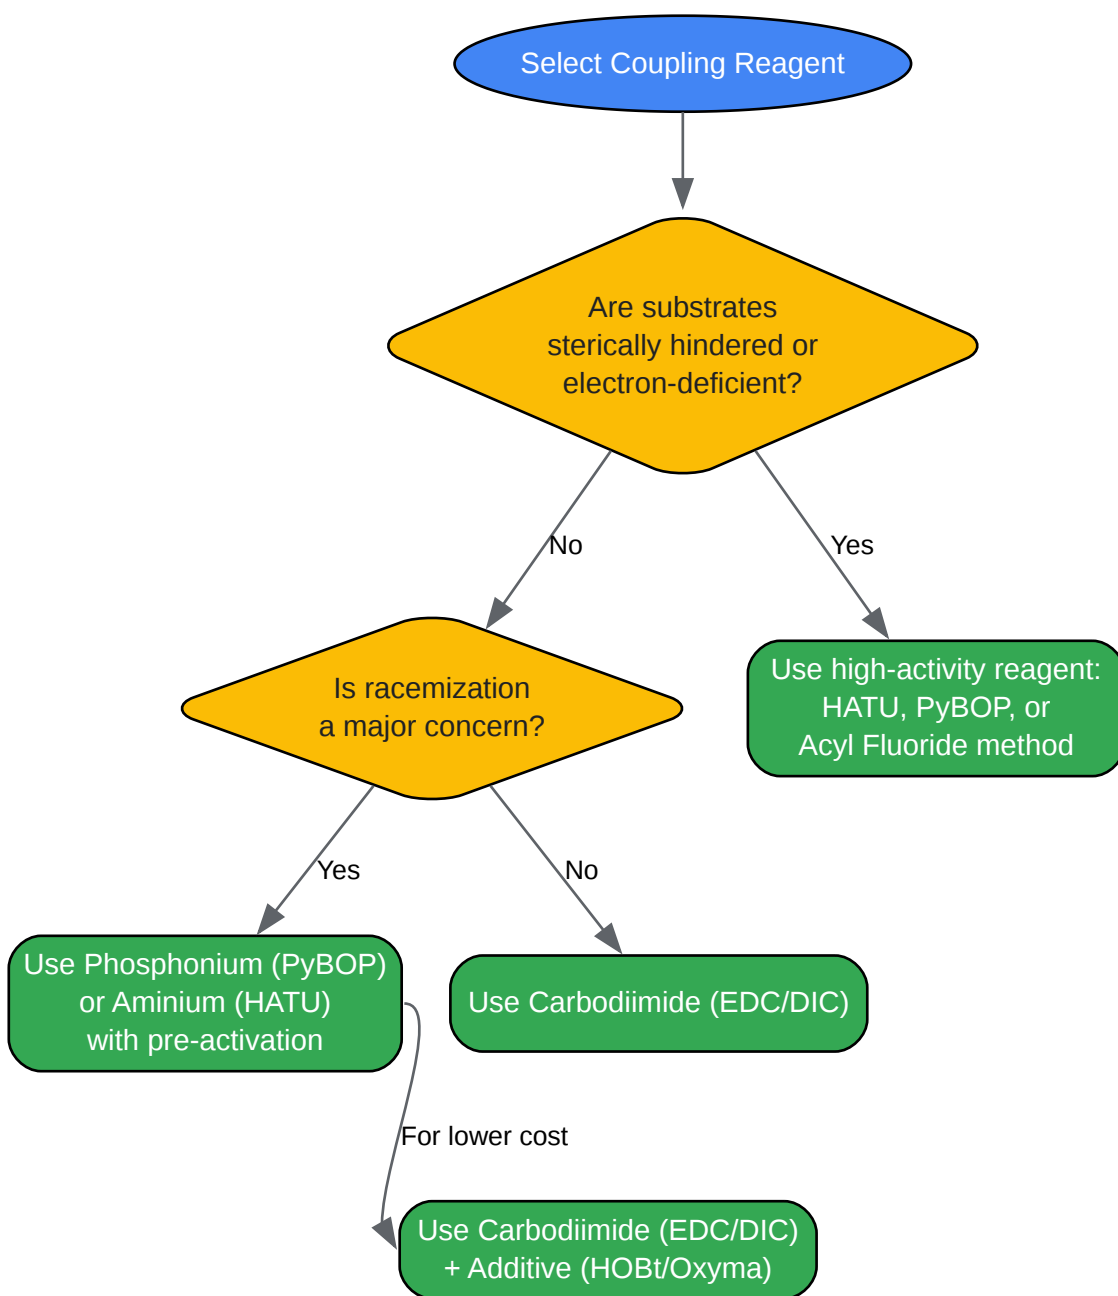 Select Coupling Reagent
Are substrates
sterically hindered or
electron-deficient?
No
Yes
Use high-activity reagent:
HATU, PyBOP, or
Acyl Fluoride method
Is racemization
a major concern?
Yes
No
Use Phosphonium (PyBOP)
or Aminium (HATU)
with pre-activation
Use Carbodiimide (EDC/DIC)
For lower cost
Use Carbodiimide (EDC/DIC)
+ Additive (HOBt/Oxyma)